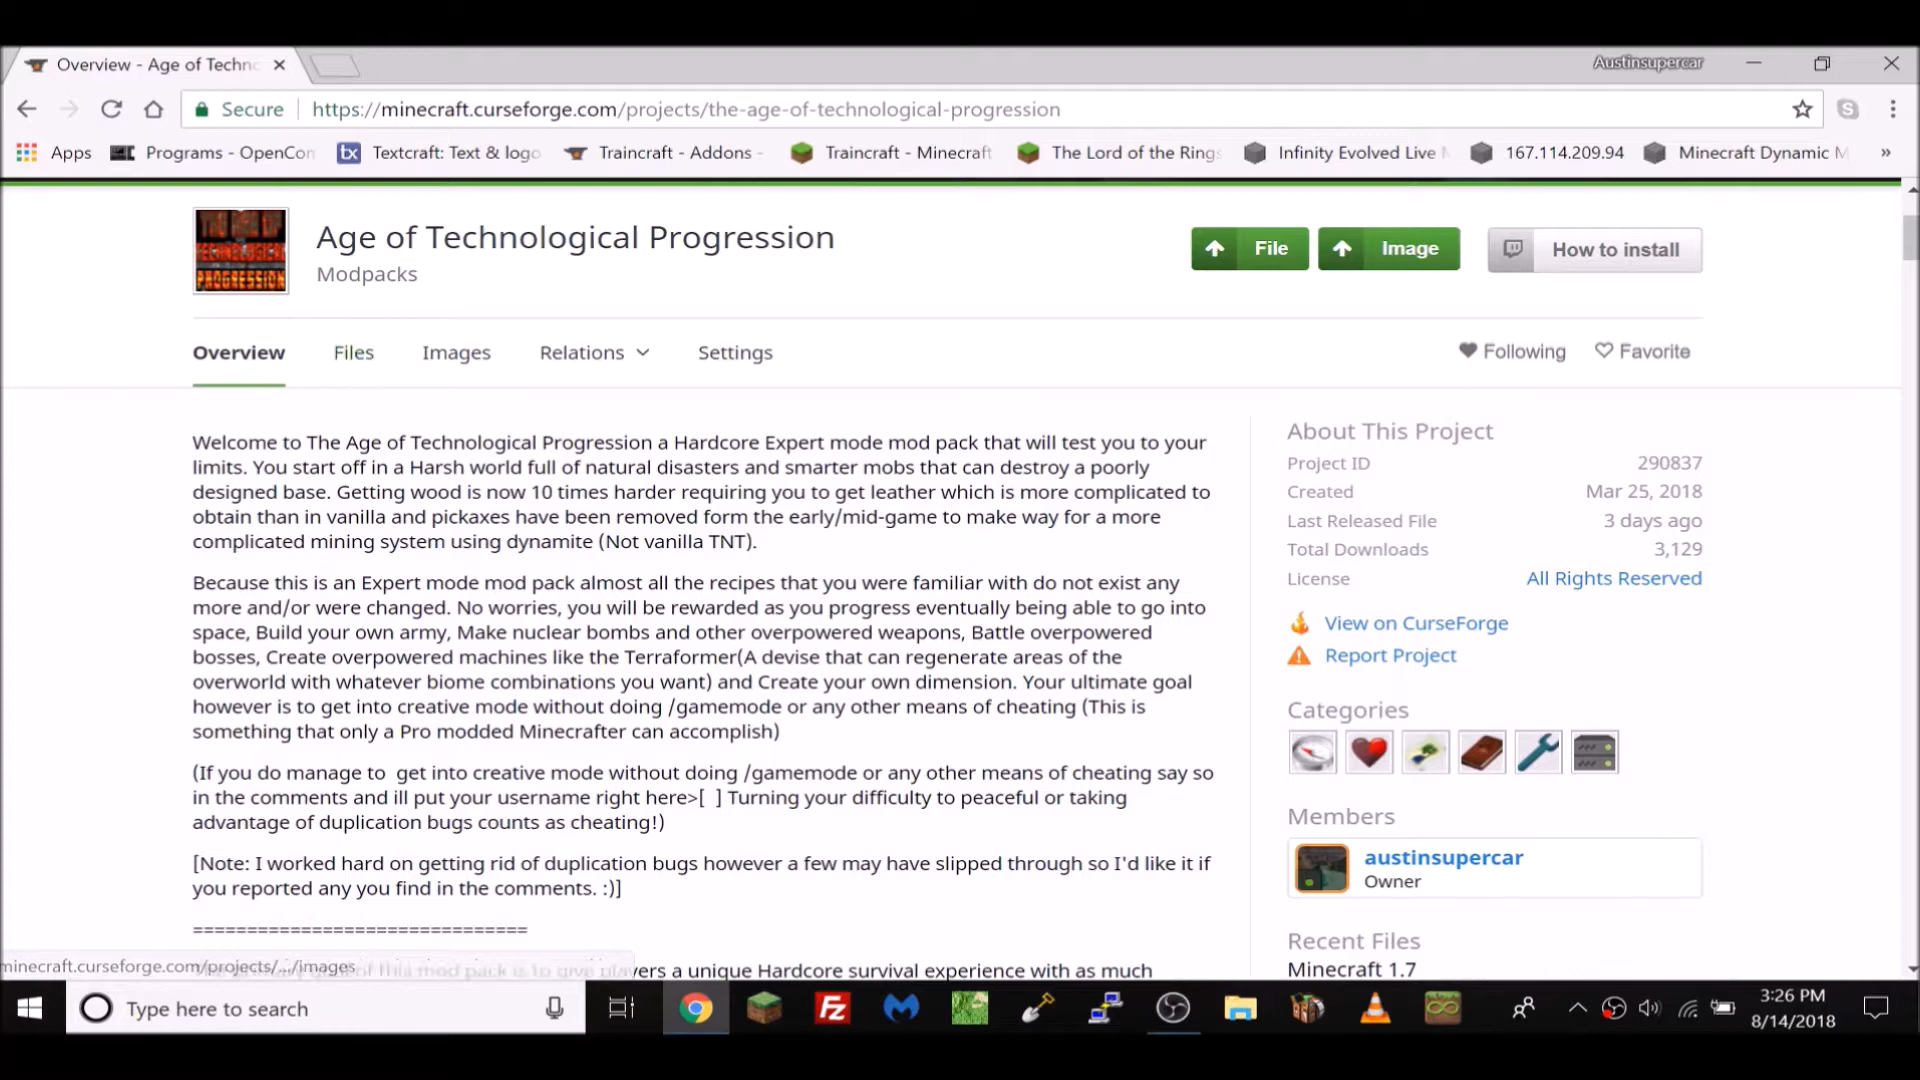 Overview - Age of Techno
Austinsupercar
Secure https://minecraft.curseforge.com/projects/the-age-of-technological-progression
Apps Programs - OpenCon tx Textcraft: Text & logo Traincraft - Addons - Traincraft - Minecraft The Lord of the Rings Infinity Evolved Live M 167.114.209.94 Minecraft Dynamic M »
Age of Technological Progression
Modpacks
File Image How to install
Overview Files Images Relations Settings Following Favorite
Welcome to The Age of Technological Progression a Hardcore Expert mode mod pack that will test you to your
limits. You start off in a Harsh world full of natural disasters and smarter mobs that can destroy a poorly
designed base. Getting wood is now 10 times harder requiring you to get leather which is more complicated to
obtain than in vanilla and pickaxes have been removed form the early/mid-game to make way for a more
complicated mining system using dynamite (Not vanilla TNT).
Because this is an Expert mode mod pack almost all the recipes that you were familiar with do not exist any
more and/or were changed. No worries, you will be rewarded as you progress eventually being able to go into
space, Build your own army, Make nuclear bombs and other overpowered weapons, Battle overpowered
bosses, Create overpowered machines like the Terraformer(A devise that can regenerate areas of the
overworld with whatever biome combinations you want) and Create your own dimension. Your ultimate goal
however is to get into creative mode without doing /gamemode or any other means of cheating (This is
something that only a Pro modded Minecrafter can accomplish)
(If you do manage to  get into creative mode without doing /gamemode or any other means of cheating say so
in the comments and ill put your username right here>[  ] Turning your difficulty to peaceful or taking
advantage of duplication bugs counts as cheating!)
[Note: I worked hard on getting rid of duplication bugs however a few may have slipped through so I'd like it if
you reported any you find in the comments. :)]
===============================
of this mod pack is to give players a unique Hardcore survival experience with as much
minecraft.curseforge.com/projects/.../images
About This Project
Project ID 290837
Created Mar 25, 2018
Last Released File 3 days ago
Total Downloads 3,129
License All Rights Reserved
View on CurseForge
Report Project
Categories
Members
austinsupercar
Owner
Recent Files
Minecraft 1.7
Type here to search
Fz
3:26 PM
8/14/2018